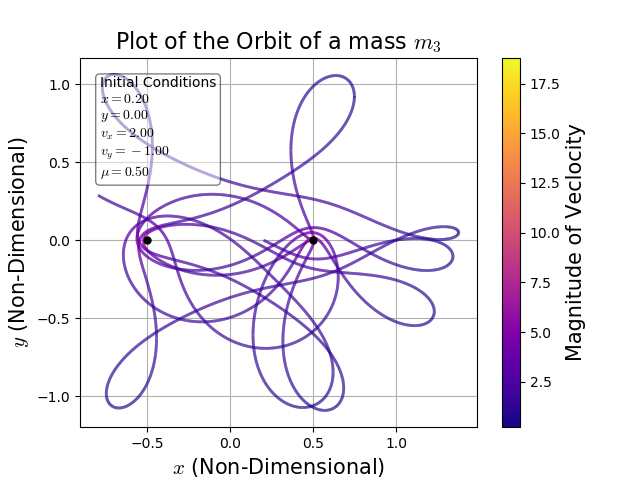 Plot of the Orbit of a mass m₃
Initial Conditions
x = 0.20
y = 0.00
vₓ = 2.00
v_y = −1.00
μ = 0.50
1.0
0.5
0.0
−0.5
−1.0
y (Non-Dimensional)
−0.5
0.0
0.5
1.0
x (Non-Dimensional)
17.5
15.0
12.5
10.0
7.5
5.0
2.5
Magnitude of Veclocity